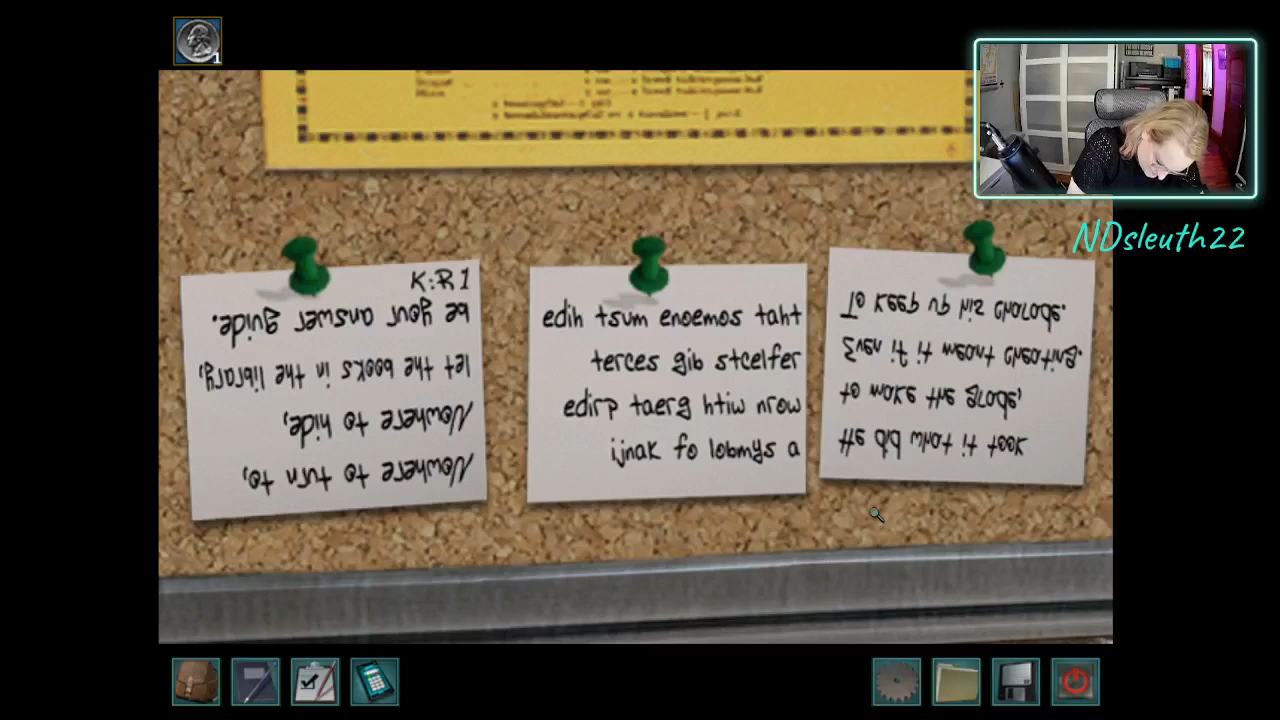 1
NDsleuth22
K:R1
Nowhere to turn to,
Nowhere to hide,
let the books in the library,
be your answer guide.
edih tsum enoemos taht
terces gib stcelfer
edirp taerg htiw nrow
ijnak fo lobmys a
He did what it took
to make the grade,
Even if it meant cheating.
To keep up his charade.